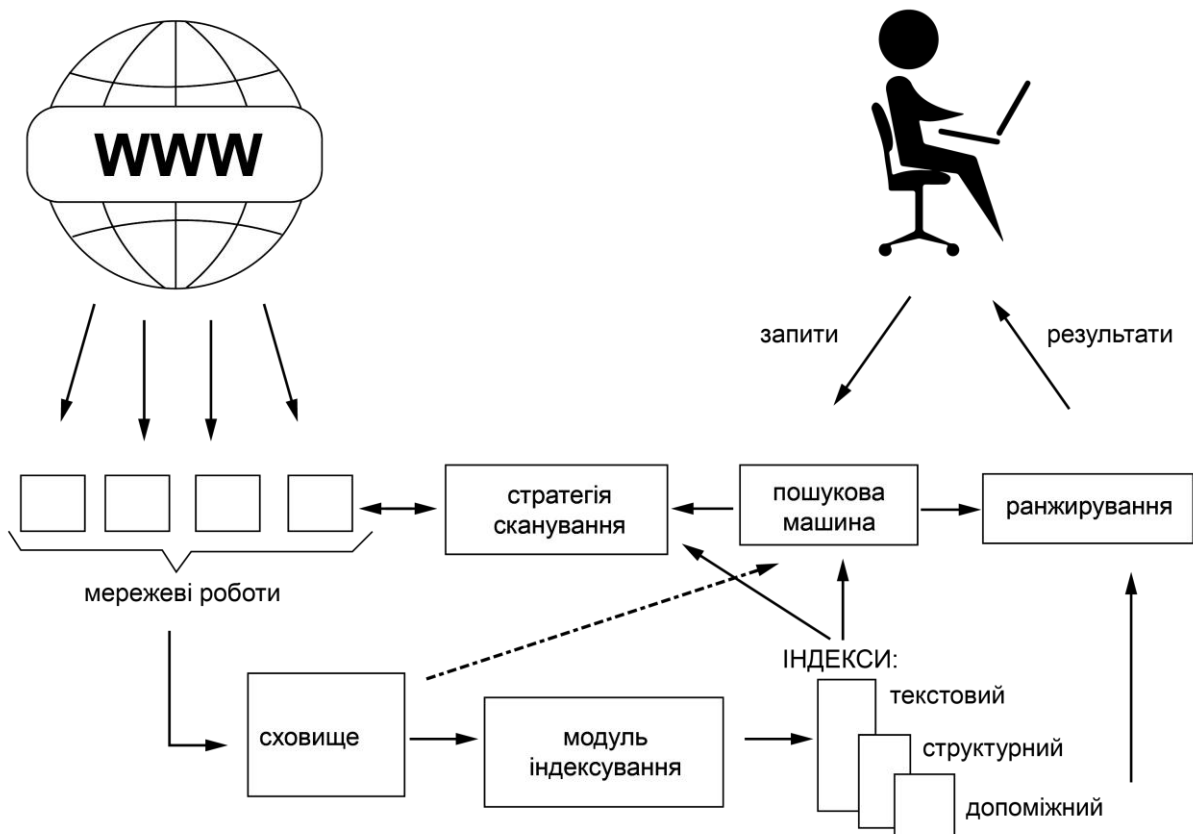 WWW
запити
результати
стратегія
сканування
пошукова
машина
ранжирування
мережеві роботи
ІНДЕКСИ:
текстовий
сховище
модуль
індексування
структурний
допоміжний